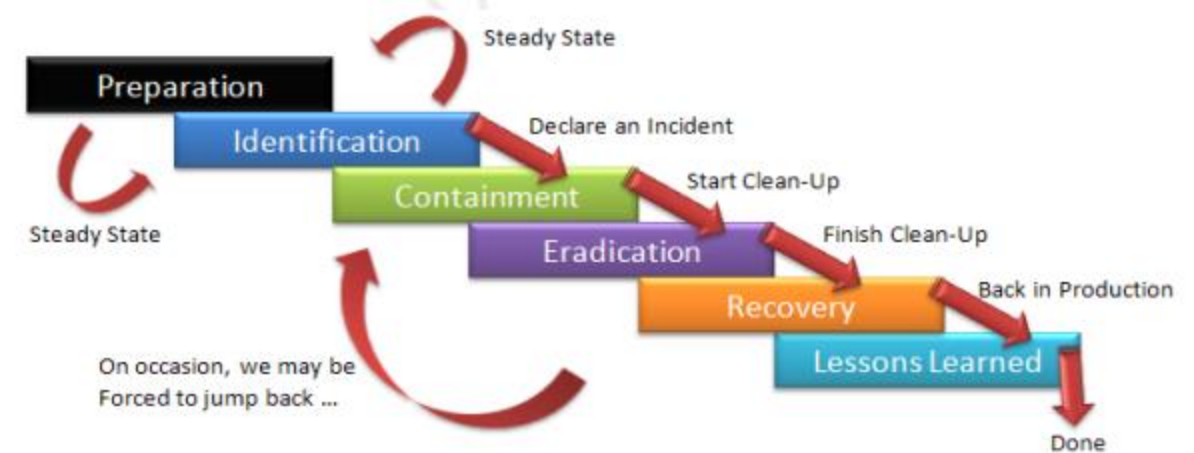 Steady State
Preparation
Declare an Incident
Identification
Start Clean-Up
Containment
Steady State
Finish Clean-Up
Eradication
Back in Production
Recovery
On occasion, we may be
Forced to jump back ...
Lessons Learned
Done